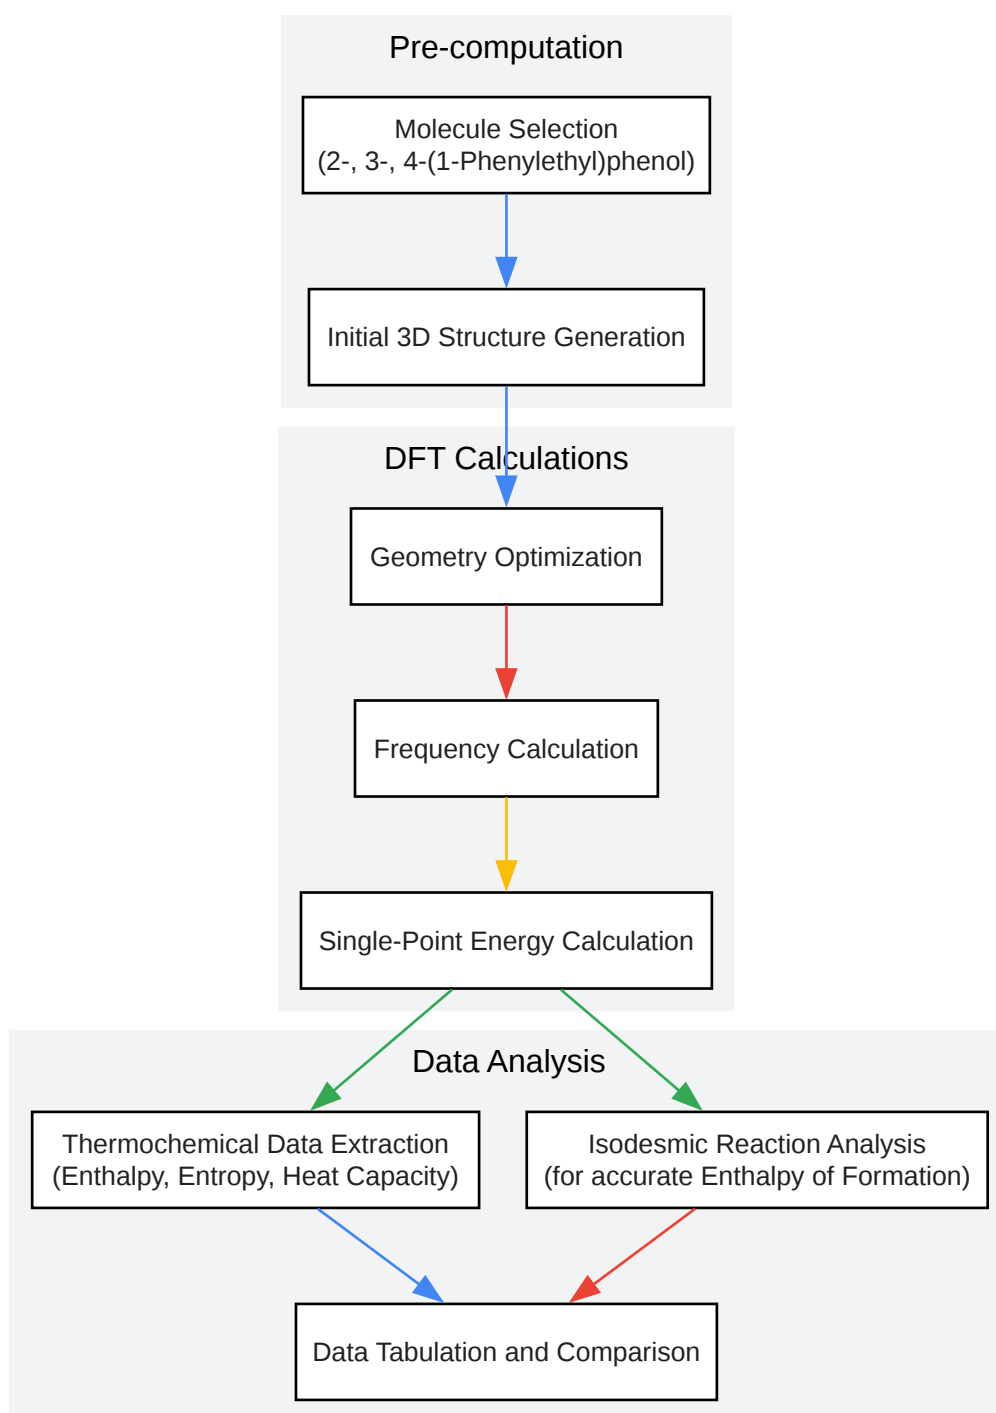 Pre-computation
Molecule Selection
(2-, 3-, 4-(1-Phenylethyl)phenol)
Initial 3D Structure Generation
DFT Calculations
Geometry Optimization
Frequency Calculation
Single-Point Energy Calculation
Data Analysis
Thermochemical Data Extraction
(Enthalpy, Entropy, Heat Capacity)
Isodesmic Reaction Analysis
(for accurate Enthalpy of Formation)
Data Tabulation and Comparison